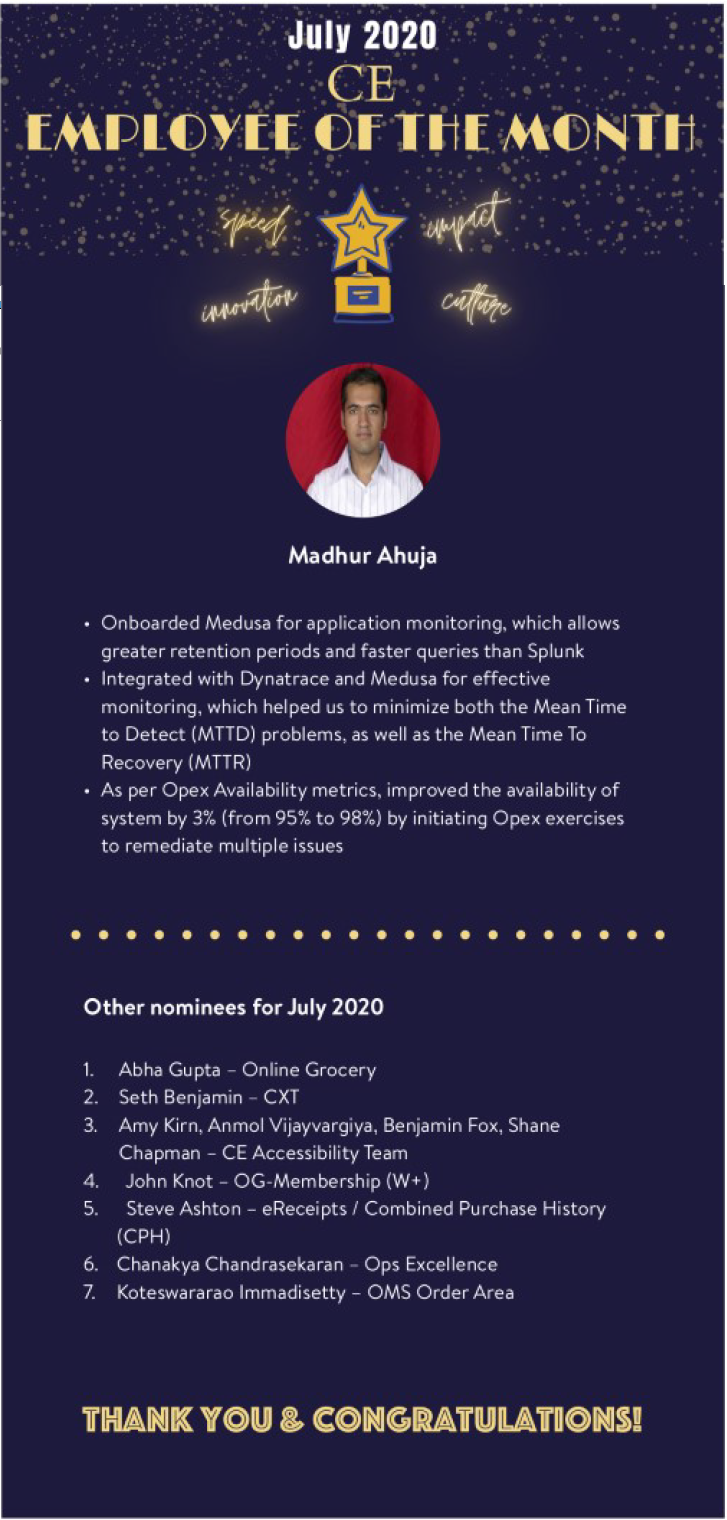 July 2020
CE
EMPLOYEE OF THE MONTH
speed
impact
innovation
culture
Madhur Ahuja
• Onboarded Medusa for application monitoring, which allows
greater retention periods and faster queries than Splunk
• Integrated with Dynatrace and Medusa for effective
monitoring, which helped us to minimize both the Mean Time
to Detect (MTTD) problems, as well as the Mean Time To
Recovery (MTTR)
• As per Opex Availability metrics, improved the availability of
system by 3% (from 95% to 98%) by initiating Opex exercises
to remediate multiple issues
Other nominees for July 2020
1. Abha Gupta – Online Grocery
2. Seth Benjamin – CXT
3. Amy Kirn, Anmol Vijayvargiya, Benjamin Fox, Shane
Chapman – CE Accessibility Team
4. John Knot – OG-Membership (W+)
5. Steve Ashton – eReceipts / Combined Purchase History
(CPH)
6. Chanakya Chandrasekaran – Ops Excellence
7. Koteswararao Immadisetty – OMS Order Area
THANK YOU & CONGRATULATIONS!